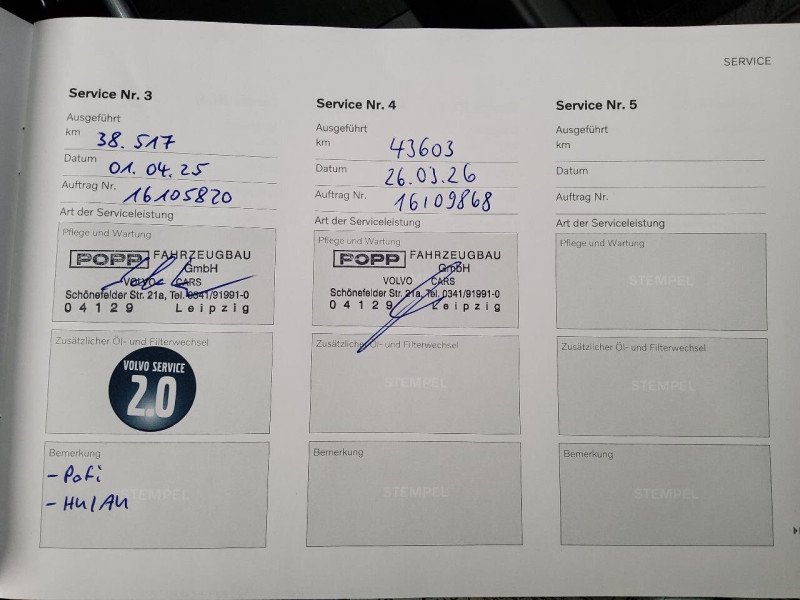 SERVICE
Service Nr. 3
Ausgeführt
km 38.517
Datum 01.04.25
Auftrag Nr. 16105820
Art der Serviceleistung
Pflege und Wartung
POPP FAHRZEUGBAU
GmbH
VOLVO CARS
Schönefelder Str. 21a, Tel. 0341/91991-0
04129 Leipzig
Zusätzlicher Öl- und Filterwechsel
VOLVO SERVICE
2.0
Bemerkung
- Pofi
- HU/AU
STEMPEL
Service Nr. 4
Ausgeführt
km 43603
Datum 26.03.26
Auftrag Nr. 16109868
Art der Serviceleistung
Pflege und Wartung
POPP FAHRZEUGBAU
GmbH
VOLVO CARS
Schönefelder Str. 21a, Tel. 0341/91991-0
04129 Leipzig
Zusätzlicher Öl- und Filterwechsel
STEMPEL
Bemerkung
STEMPEL
Service Nr. 5
Ausgeführt
km
Datum
Auftrag Nr.
Art der Serviceleistung
Pflege und Wartung
STEMPEL
Zusätzlicher Öl- und Filterwechsel
STEMPEL
Bemerkung
STEMPEL